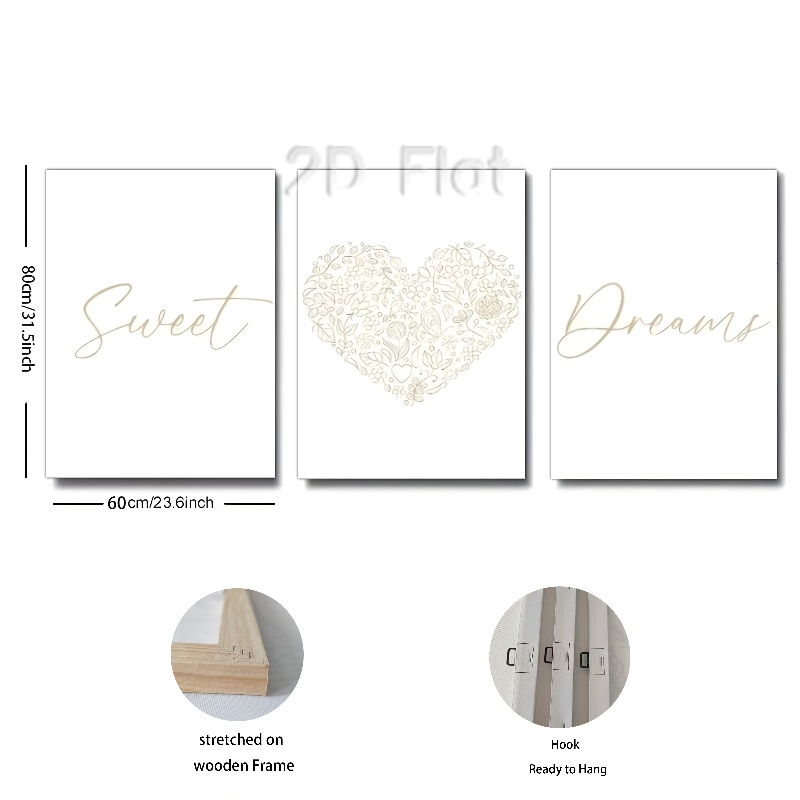 2D Flat
Sweet
Dreams
80cm/31.5inch
60cm/23.6inch
stretched on
wooden Frame
Hook
Ready to Hang